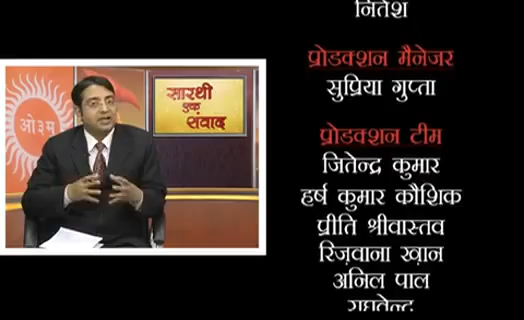 ओ३म्
सारथी
एक
संवाद
नितेश
प्रोडक्शन मैनेजर
सुप्रिया गुप्ता
प्रोडक्शन टीम
जितेन्द्र कुमार
हर्ष कुमार कौशिक
प्रीति श्रीवास्तव
रिज़वाना ख़ान
अनिल पाल